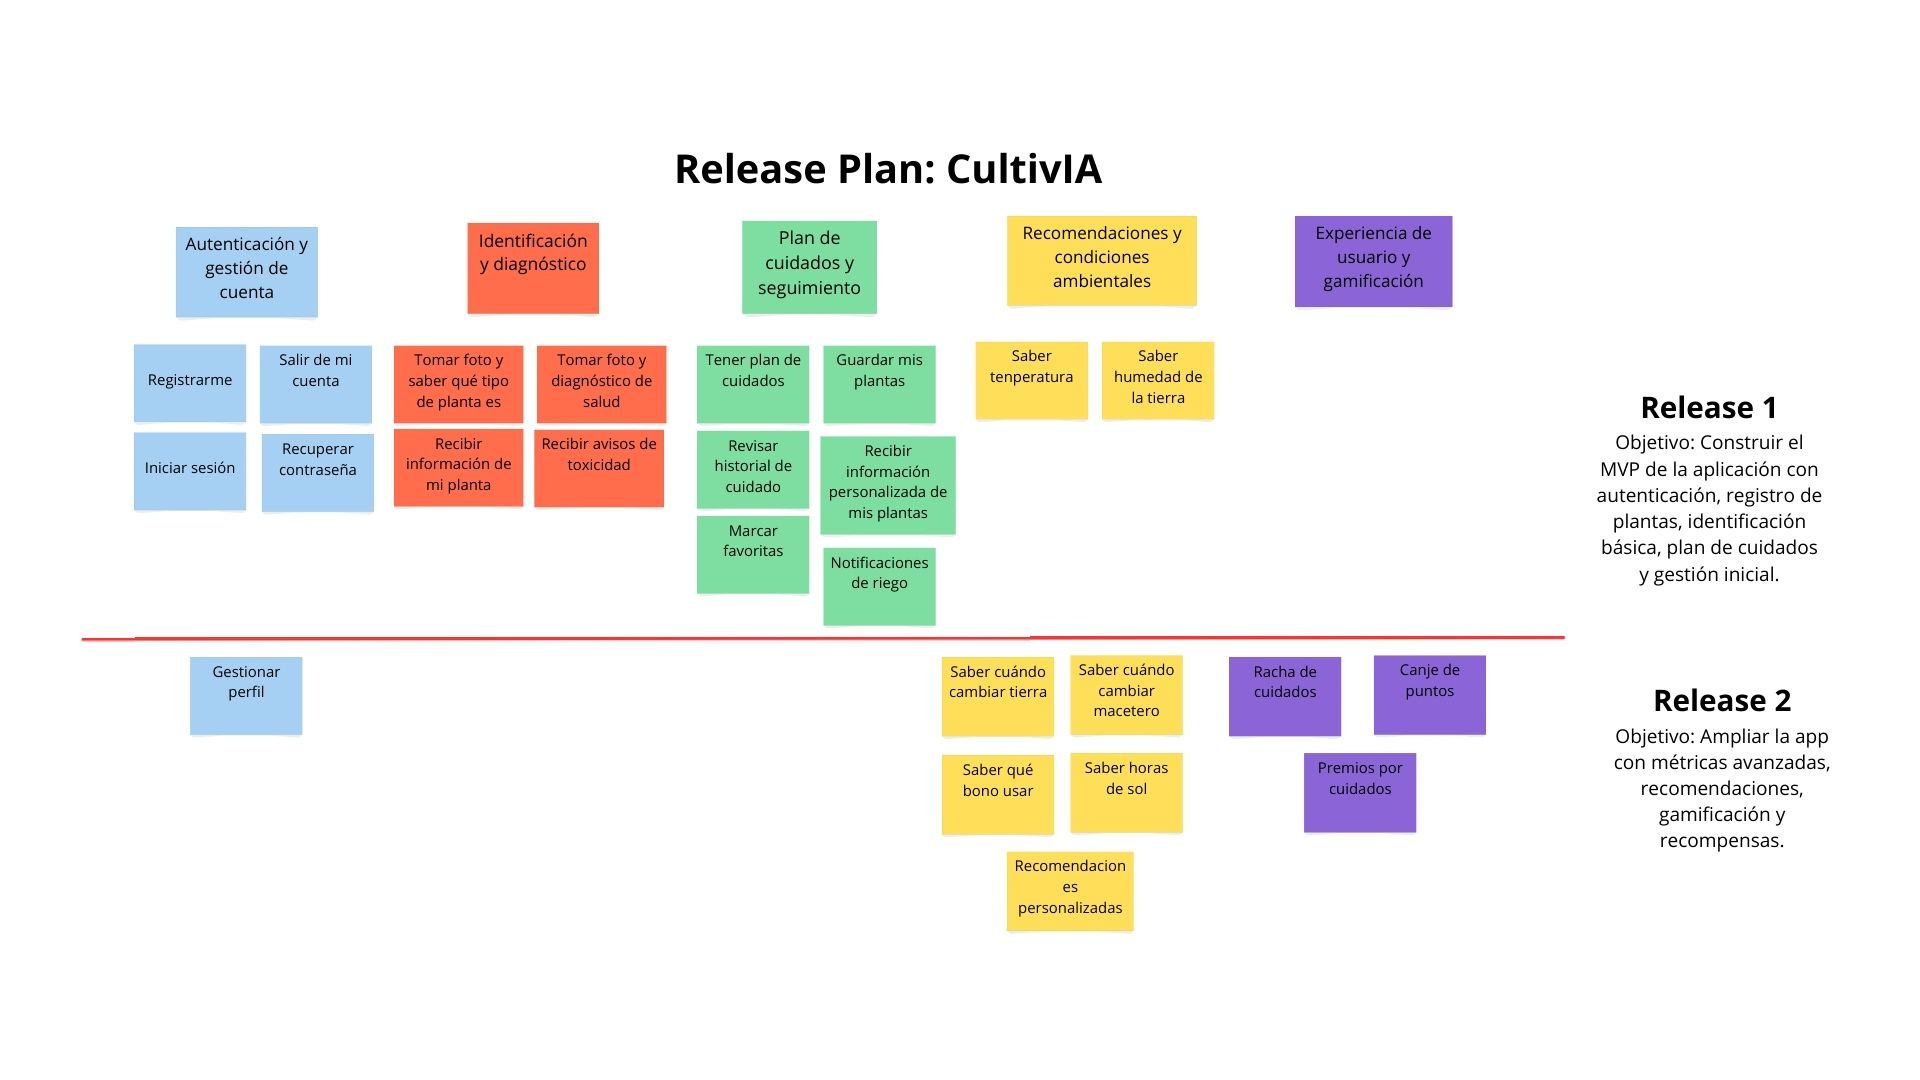 Release Plan: CultivIA
Autenticación y
gestión de
cuenta
Identificación
y diagnóstico
Plan de
cuidados y
seguimiento
Recomendaciones y
condiciones
ambientales
Experiencia de
usuario y
gamificación
Registrarme
Salir de mi
cuenta
Iniciar sesión
Recuperar
contraseña
Tomar foto y
saber qué tipo
de planta es
Tomar foto y
diagnóstico de
salud
Recibir
información de
mi planta
Recibir avisos de
toxicidad
Tener plan de
cuidados
Guardar mis
plantas
Revisar
historial de
cuidado
Recibir
información
personalizada de
mis plantas
Marcar
favoritas
Notificaciones
de riego
Saber
tenperatura
Saber
humedad de
la tierra
Release 1
Objetivo: Construir el
MVP de la aplicación con
autenticación, registro de
plantas, identificación
básica, plan de cuidados
y gestión inicial.
Gestionar
perfil
Saber cuándo
cambiar tierra
Saber cuándo
cambiar
macetero
Saber qué
bono usar
Saber horas
de sol
Recomendacion
es
personalizadas
Racha de
cuidados
Canje de
puntos
Premios por
cuidados
Release 2
Objetivo: Ampliar la app
con métricas avanzadas,
recomendaciones,
gamificación y
recompensas.